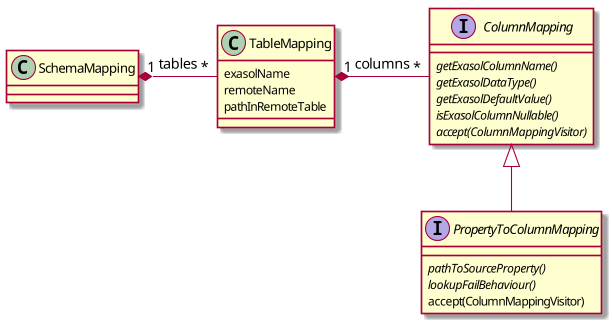 C SchemaMapping
1 tables *
C TableMapping
exasolName
remoteName
pathInRemoteTable
1 columns *
I ColumnMapping
getExasolColumnName()
getExasolDataType()
getExasolDefaultValue()
isExasolColumnNullable()
accept(ColumnMappingVisitor)
I PropertyToColumnMapping
pathToSourceProperty()
lookupFailBehaviour()
accept(ColumnMappingVisitor)